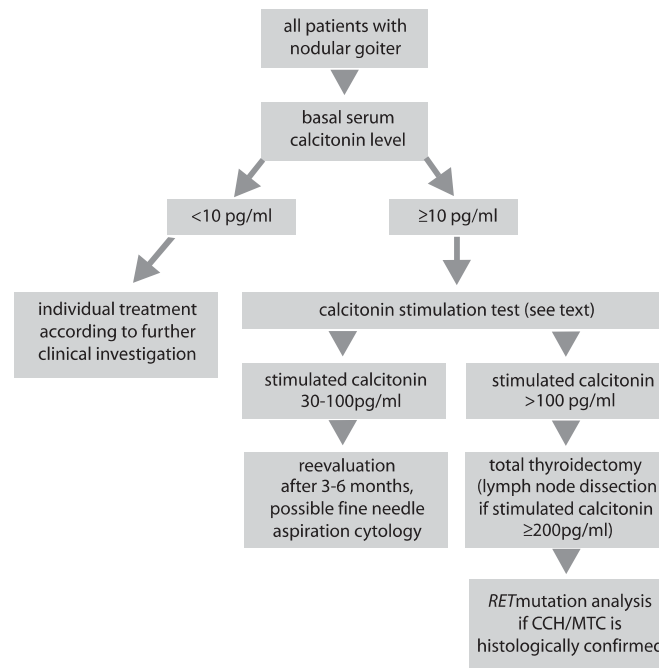 all patients with
nodular goiter
basal serum
calcitonin level
<10 pg/ml
≥10 pg/ml
individual treatment
according to further
clinical investigation
calcitonin stimulation test (see text)
stimulated calcitonin
30-100pg/ml
stimulated calcitonin
>100 pg/ml
reevaluation
after 3-6 months,
possible fine needle
aspiration cytology
total thyroidectomy
(lymph node dissection
if stimulated calcitonin
≥200pg/ml)
RETmutation analysis
if CCH/MTC is
histologically confirmed